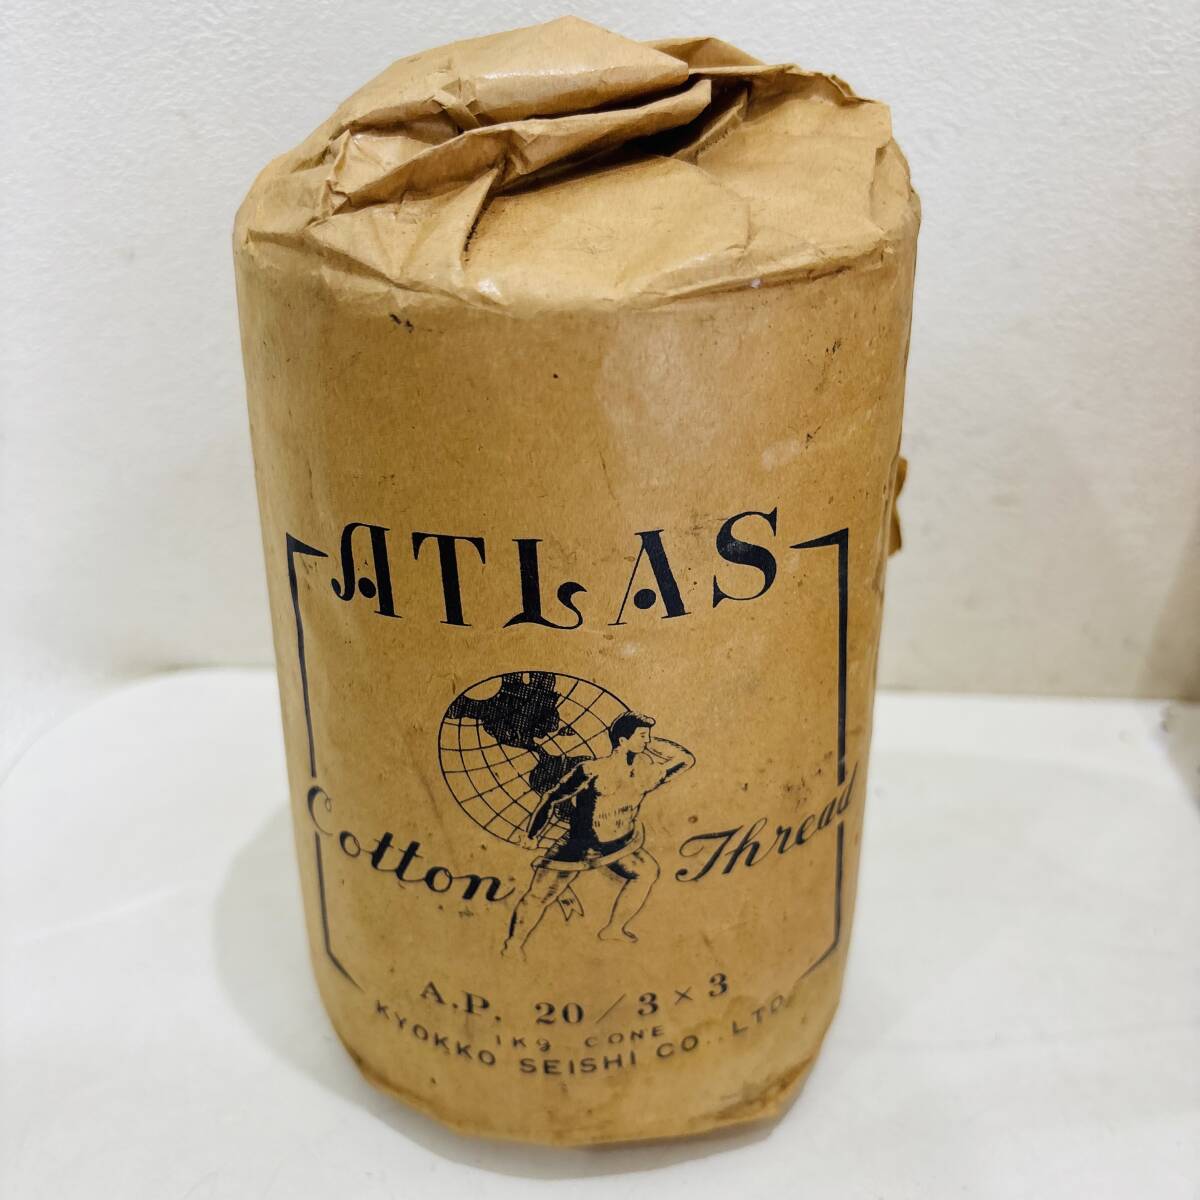 ATLAS
Cotton Thread
A.P. 20/3×3
1Kg CONE
KYOKKO SEISHI CO., LTD.